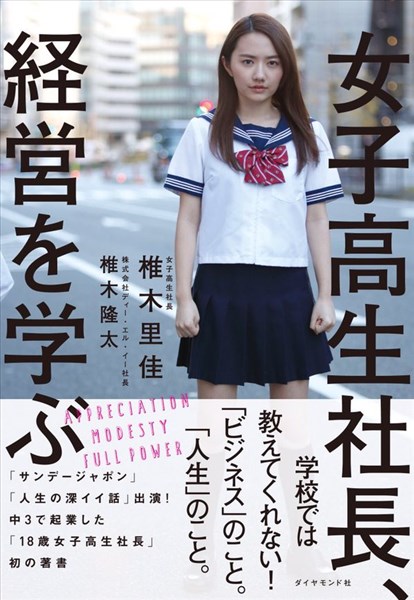 女子高生社長、
経営を学ぶ
女子高生社長
椎木里佳
株式会社ディー・エル・イー社長
椎木隆太
APPRECIATION
MODESTY
FULL POWER
学校では
教えてくれない!
「ビジネス」のこと。
「人生」のこと。
「サンデージャポン」
「人生の深イイ話」出演!
中3で起業した
「18歳女子高生社長」
初の著書
ダイヤモンド社